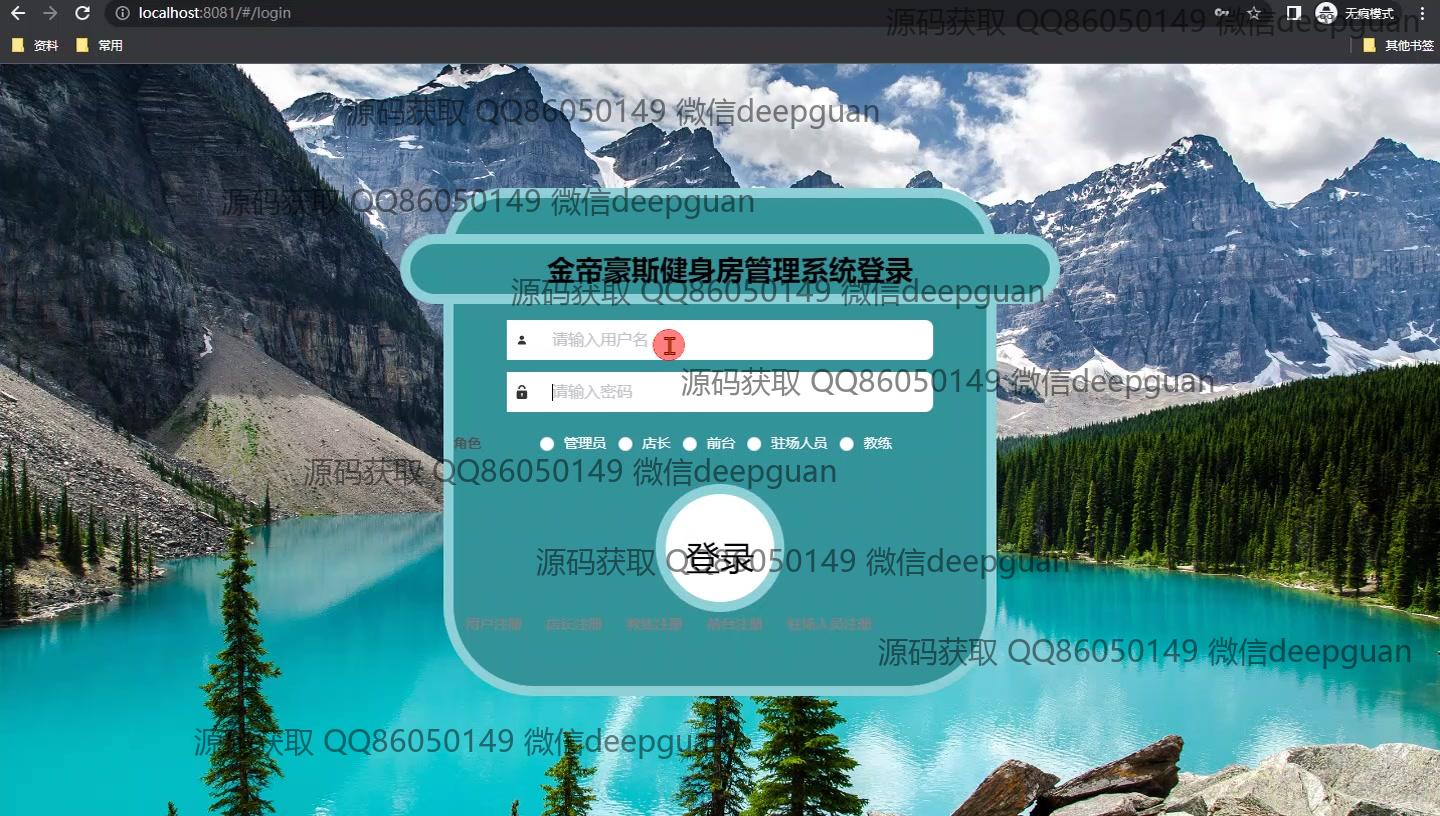 localhost:8081/#/login
无痕模式
源码获取 QQ86050149 微信deepguan
资料 常用 其他书签
源码获取 QQ86050149 微信deepguan
源码获取 QQ86050149 微信deepguan
金帝豪斯健身房管理系统登录
源码获取 QQ86050149 微信deepguan
请输入用户名
请输入密码
源码获取 QQ86050149 微信deepguan
角色 管理员 店长 前台 驻场人员 教练
源码获取 QQ86050149 微信deepguan
登录
源码获取 QQ86050149 微信deepguan
用户注册 店长注册 教练注册 前台注册 驻场人员注册
源码获取 QQ86050149 微信deepguan
源码获取 QQ86050149 微信deepguan